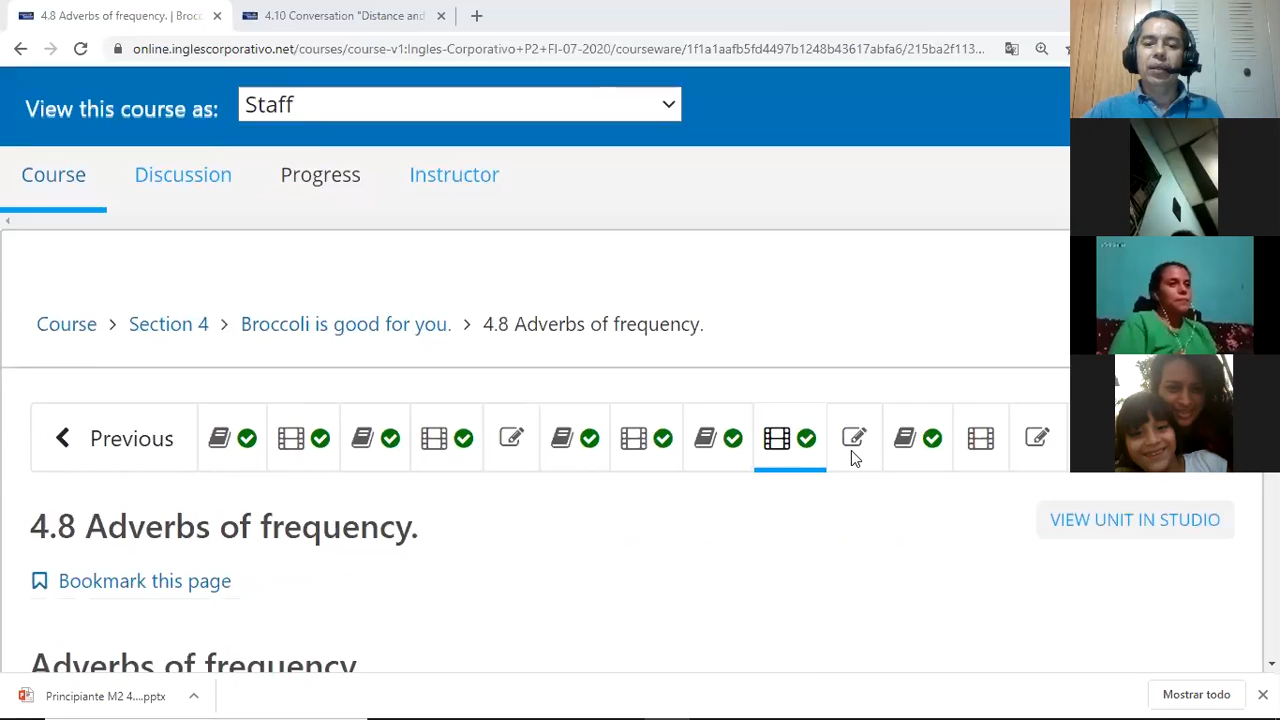 4.8 Adverbs of frequency. | Brocc
4.10 Conversation "Distance and
online.inglescorporativo.net/courses/course-v1:Ingles-Corporativo+P2+FI-07-2020/courseware/1f1a1aafb5fd4497b1248b43617abfa6/215ba2f113...
View this course as:
Staff
Course
Discussion
Progress
Instructor
Course > Section 4 > Broccoli is good for you. > 4.8 Adverbs of frequency.
Previous
4.8 Adverbs of frequency.
VIEW UNIT IN STUDIO
Bookmark this page
Adverbs of frequency
Principiante M2 4....pptx
Mostrar todo